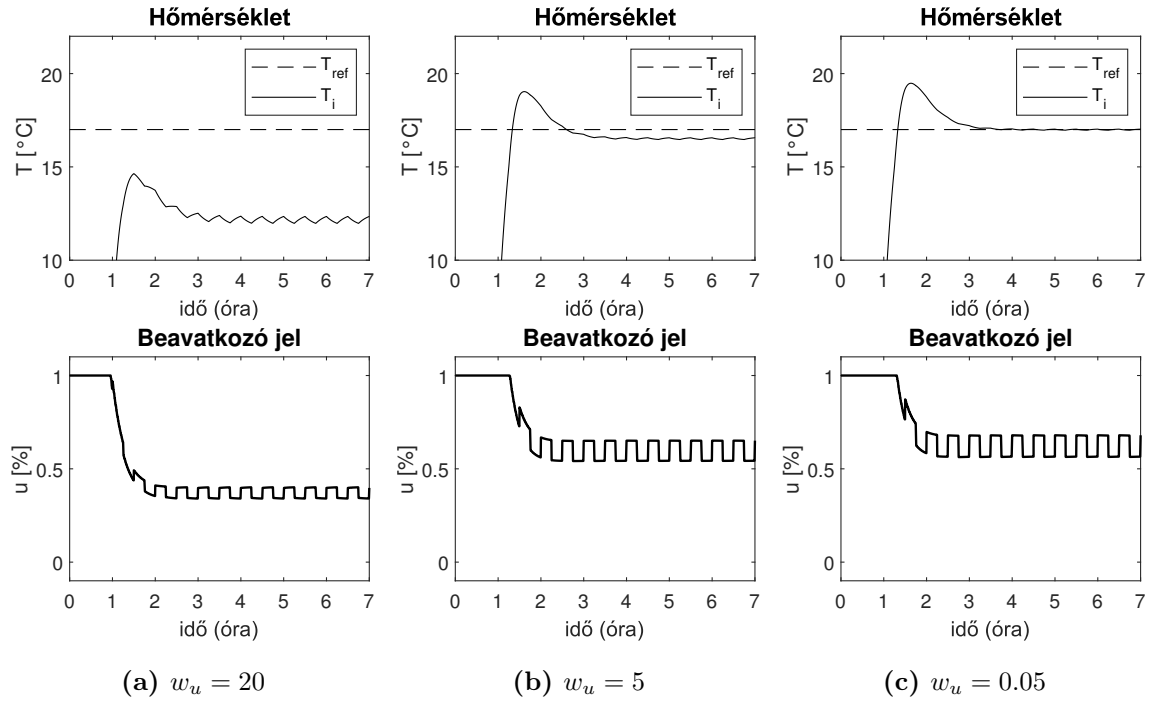 Hőmérséklet
T_ref
T_i
20
15
10
T [°C]
0 1 2 3 4 5 6 7
idő (óra)
Beavatkozó jel
1
0.5
0
u [%]
0 1 2 3 4 5 6 7
idő (óra)
(a) w_u = 20
Hőmérséklet
T_ref
T_i
20
15
10
T [°C]
0 1 2 3 4 5 6 7
idő (óra)
Beavatkozó jel
1
0.5
0
u [%]
0 1 2 3 4 5 6 7
idő (óra)
(b) w_u = 5
Hőmérséklet
T_ref
T_i
20
15
10
T [°C]
0 1 2 3 4 5 6 7
idő (óra)
Beavatkozó jel
1
0.5
0
u [%]
0 1 2 3 4 5 6 7
idő (óra)
(c) w_u = 0.05